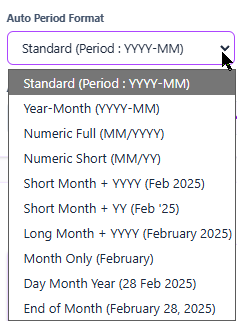 Auto Period Format
Standard (Period : YYYY-MM)
Standard (Period : YYYY-MM)
Year-Month (YYYY-MM)
Numeric Full (MM/YYYY)
Numeric Short (MM/YY)
Short Month + YYYY (Feb 2025)
Short Month + YY (Feb '25)
Long Month + YYYY (February 2025)
Month Only (February)
Day Month Year (28 Feb 2025)
End of Month (February 28, 2025)